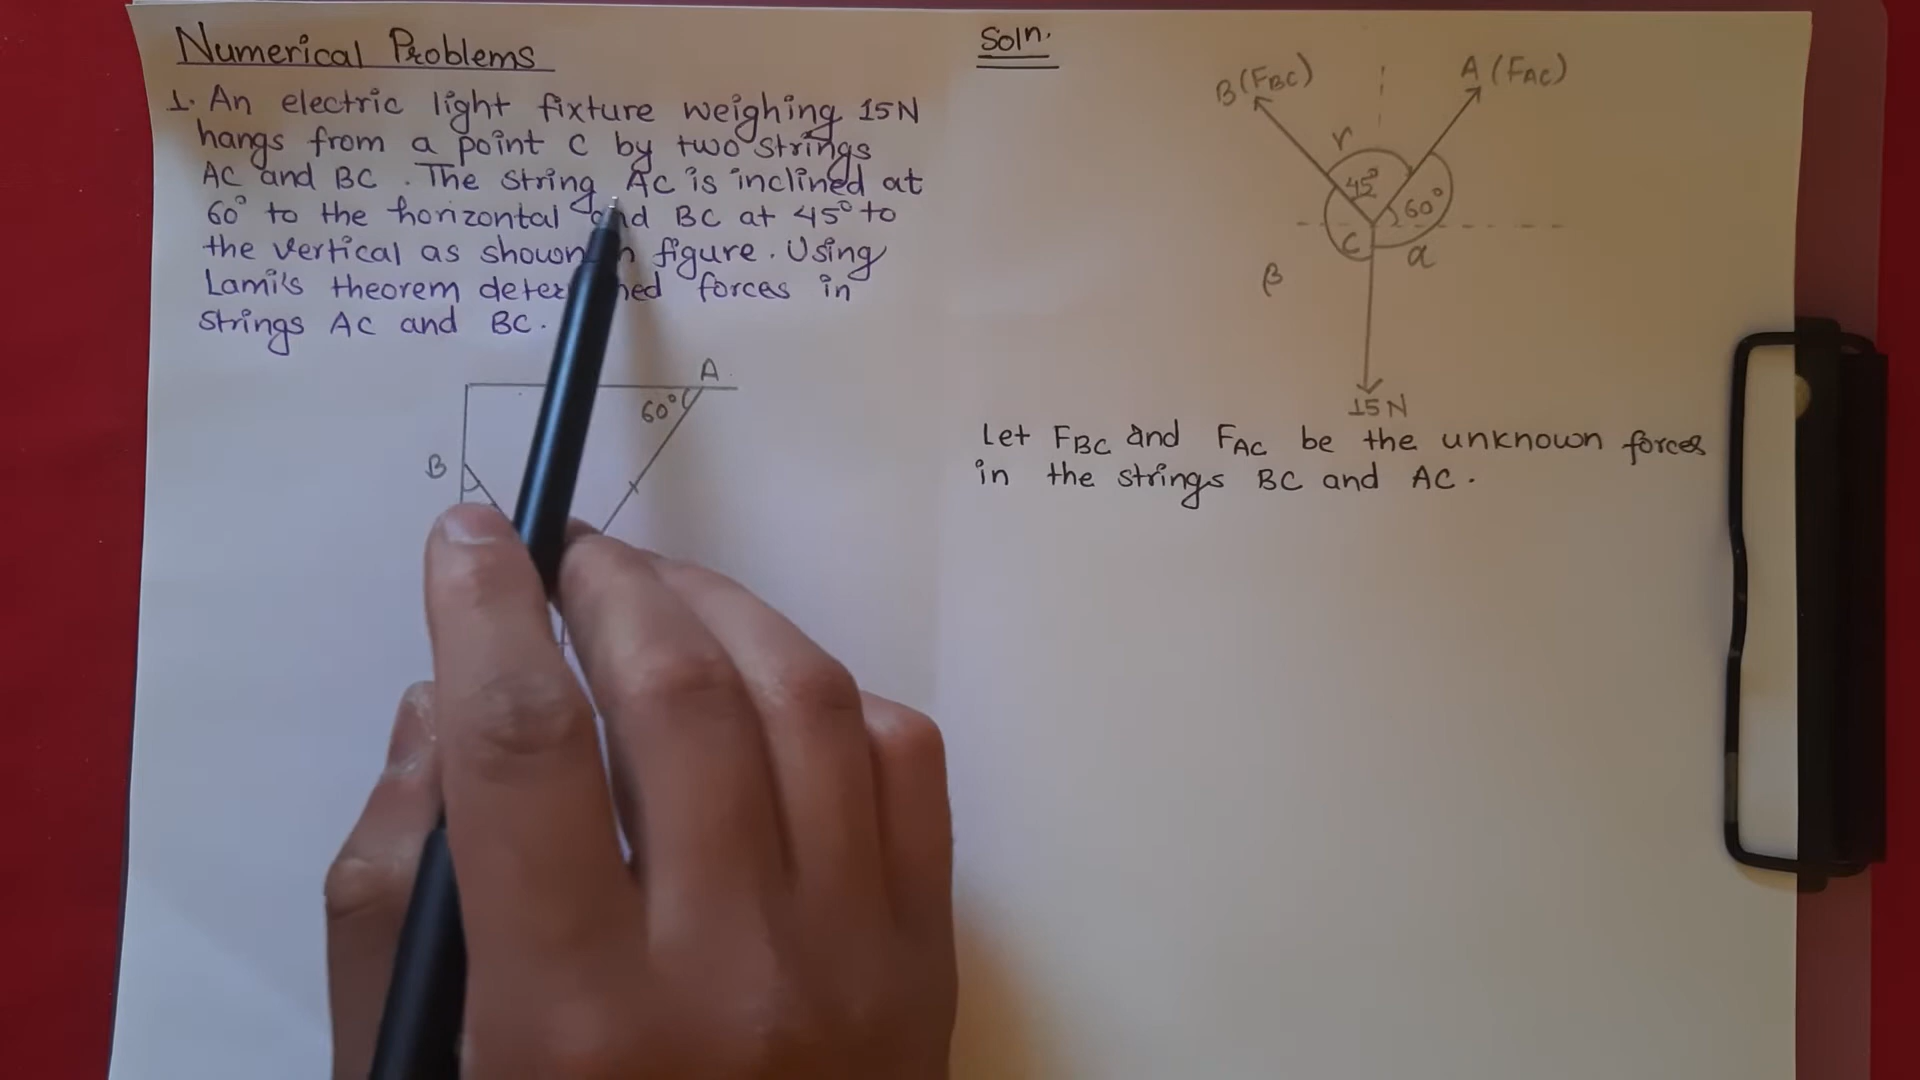 Numerical Problems
1. An electric light fixture weighing 15N
hangs from a point C by two strings
AC and BC. The string AC is inclined at
60° to the horizontal and BC at 45° to
the vertical as shown figure. Using
Lami's theorem forces in
strings AC and BC.
A
60°
B
Soln.
B (FBC)
A (FAC)
r
45°
60°
C
α
β
15N
Let FBC and FAC be the unknown forces
in the strings BC and AC.